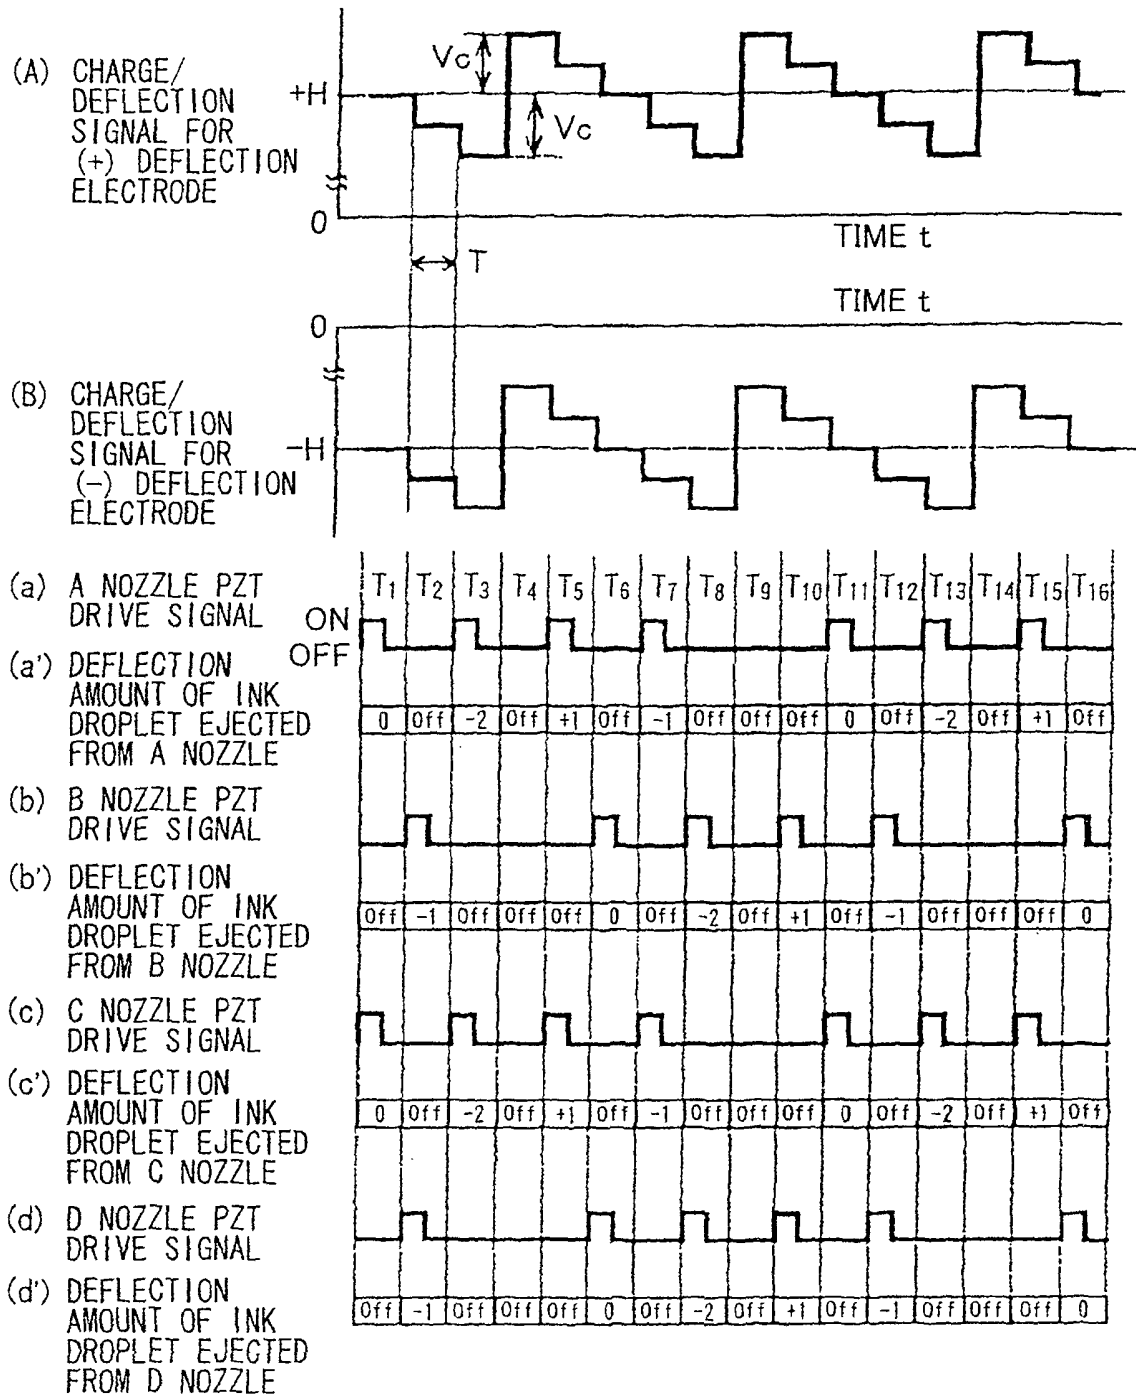 (A) CHARGE/
DEFLECTION
SIGNAL FOR
(+) DEFLECTION
ELECTRODE
+H
Vc
Vc
0
TIME t
T
TIME t
0
(B) CHARGE/
DEFLECTION
SIGNAL FOR
(−) DEFLECTION
ELECTRODE
−H
(a) A NOZZLE PZT
DRIVE SIGNAL
T1 T2 T3 T4 T5 T6 T7 T8 T9 T10 T11 T12 T13 T14 T15 T16
ON
OFF
(a') DEFLECTION
AMOUNT OF INK
DROPLET EJECTED
FROM A NOZZLE
0 Off -2 Off +1 Off -1 Off Off Off 0 Off -2 Off +1 Off
(b) B NOZZLE PZT
DRIVE SIGNAL
(b') DEFLECTION
AMOUNT OF INK
DROPLET EJECTED
FROM B NOZZLE
Off -1 Off Off Off 0 Off -2 Off +1 Off -1 Off Off Off 0
(c) C NOZZLE PZT
DRIVE SIGNAL
(c') DEFLECTION
AMOUNT OF INK
DROPLET EJECTED
FROM C NOZZLE
0 Off -2 Off +1 Off -1 Off Off Off 0 Off -2 Off +1 Off
(d) D NOZZLE PZT
DRIVE SIGNAL
(d') DEFLECTION
AMOUNT OF INK
DROPLET EJECTED
FROM D NOZZLE
Off -1 Off Off Off 0 Off -2 Off +1 Off -1 Off Off Off 0